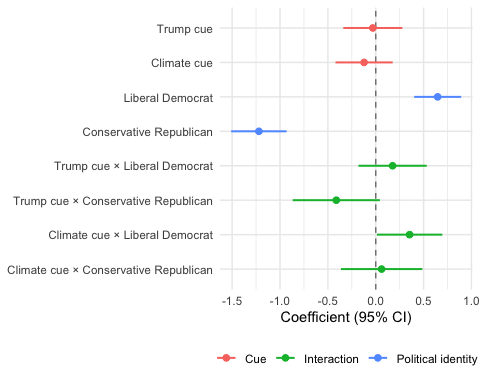 Trump cue
Climate cue
Liberal Democrat
Conservative Republican
Trump cue × Liberal Democrat
Trump cue × Conservative Republican
Climate cue × Liberal Democrat
Climate cue × Conservative Republican
-1.5 -1.0 -0.5 0.0 0.5 1.0
Coefficient (95% CI)
Cue Interaction Political identity